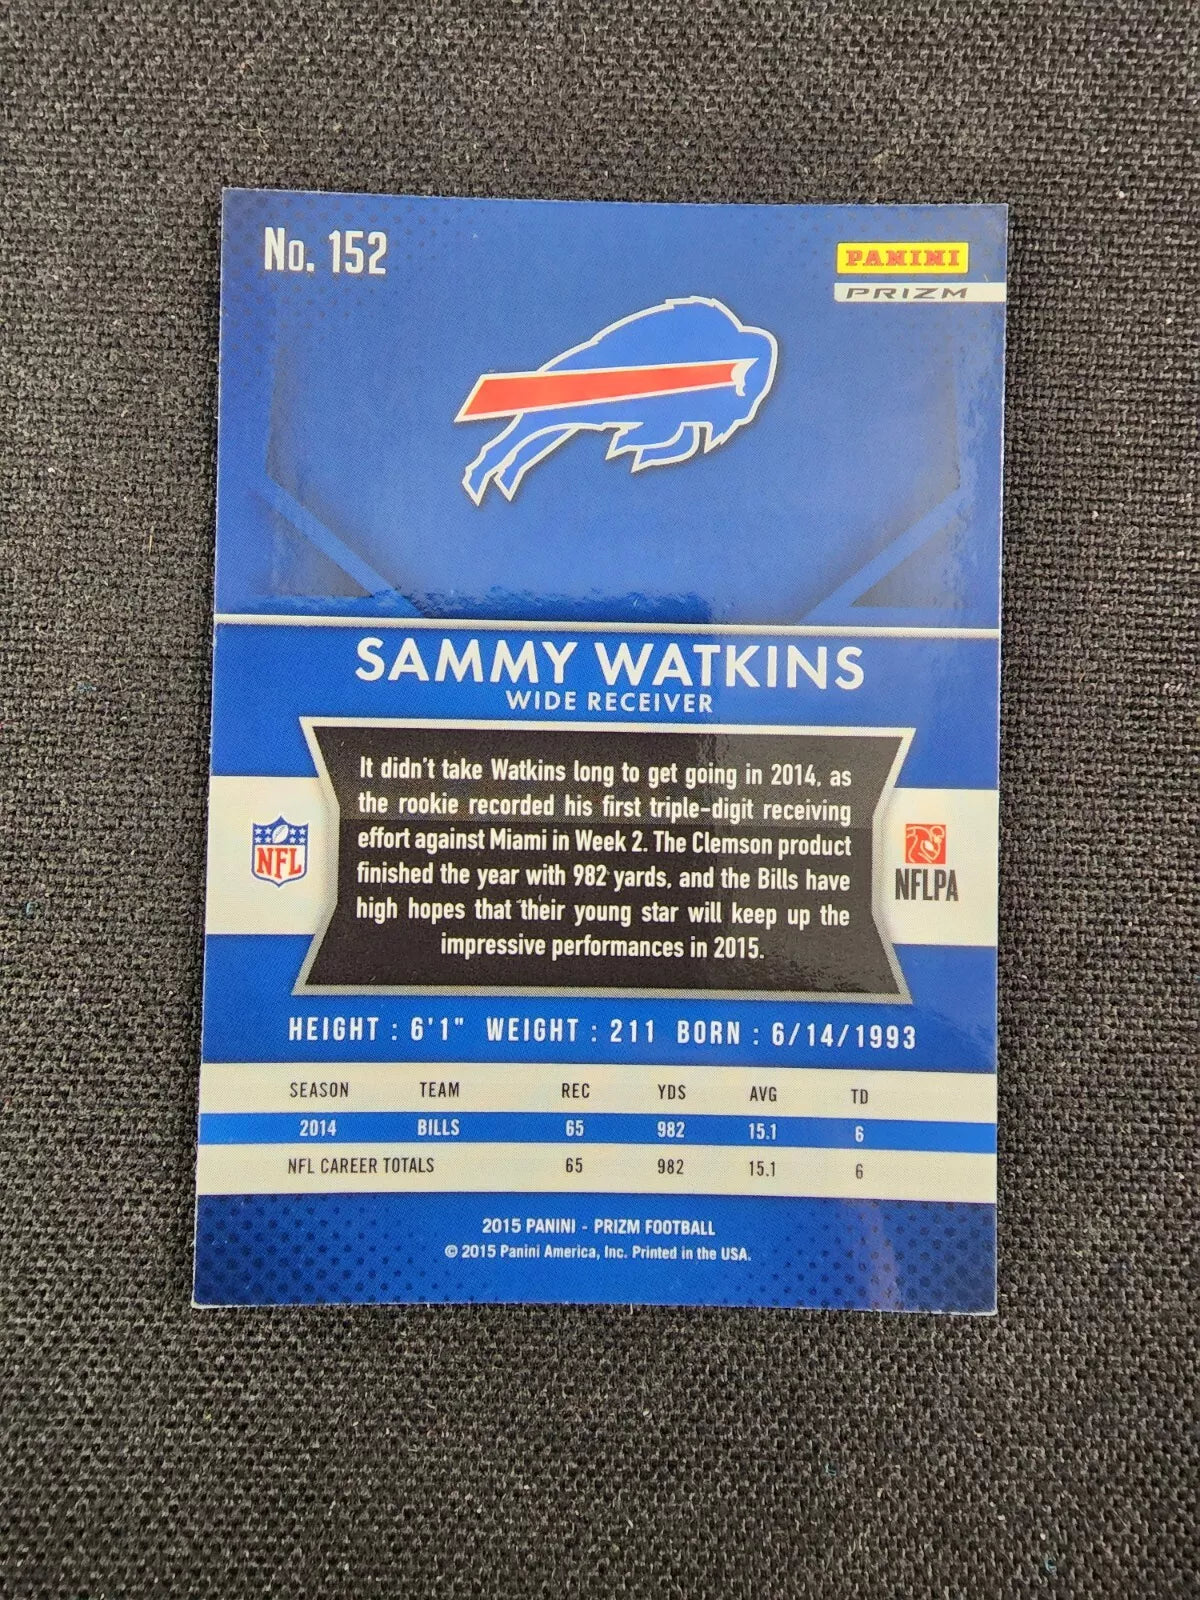 No. 152
PANINI
PRIZM
SAMMY WATKINS
WIDE RECEIVER
It didn't take Watkins long to get going in 2014, as
the rookie recorded his first triple-digit receiving
effort against Miami in Week 2. The Clemson product
finished the year with 982 yards, and the Bills have
high hopes that their young star will keep up the
impressive performances in 2015.
NFL
NFLPA
HEIGHT : 6'1" WEIGHT : 211 BORN : 6/14/1993
SEASON TEAM REC YDS AVG TD
2014 BILLS 65 982 15.1 6
NFL CAREER TOTALS 65 982 15.1 6
2015 PANINI - PRIZM FOOTBALL
© 2015 Panini America, Inc. Printed in the USA.